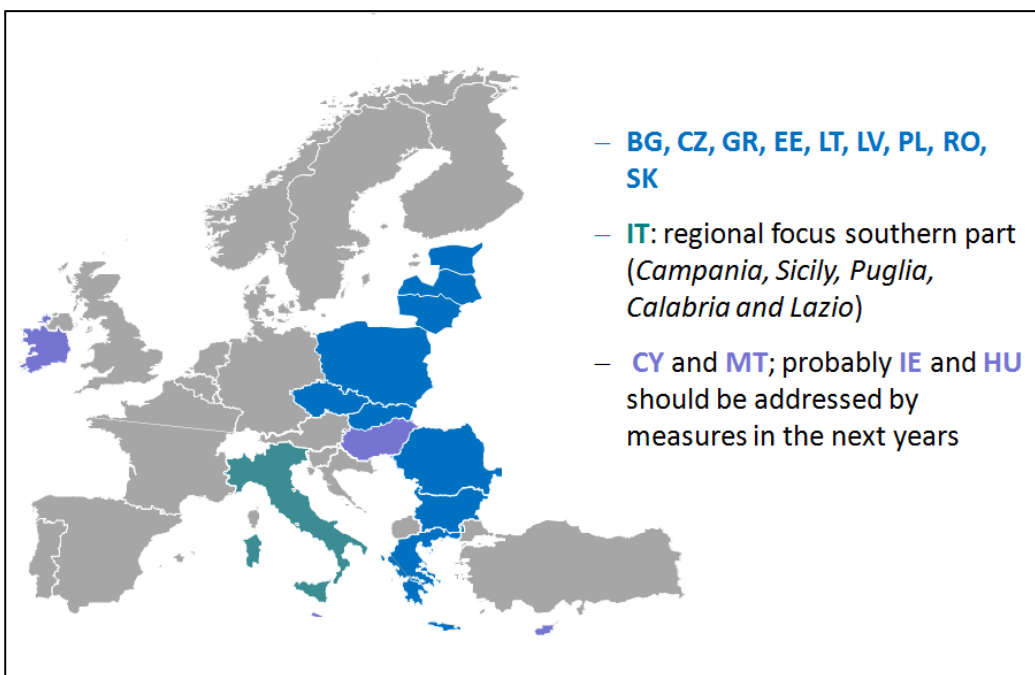 – BG, CZ, GR, EE, LT, LV, PL, RO,
SK
– IT: regional focus southern part
(Campania, Sicily, Puglia,
Calabria and Lazio)
– CY and MT; probably IE and HU
should be addressed by
measures in the next years